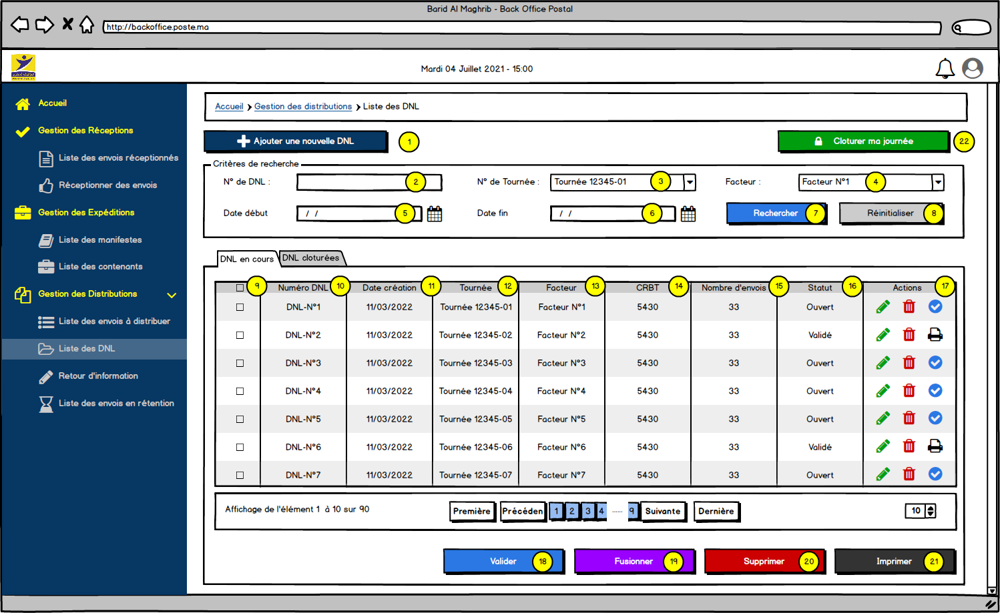 Barid Al Maghrib - Back Office Postal
http://backoffice.poste.ma
Mardi 04 Juillet 2021 - 15:00
Accueil
Gestion des Réceptions
Liste des envois réceptionnés
Réceptionner des envois
Gestion des Expéditions
Liste des manifestes
Liste des contenants
Gestion des Distributions
Liste des envois à distribuer
Liste des DNL
Retour d'information
Liste des envois en rétention
Accueil > Gestion des distributions > Liste des DNL
Ajouter une nouvelle DNL 1
Cloturer ma journée 22
Critères de recherche
N° de DNL : 2 N° de Tournée : Tournée 12345-01 3 Facteur : Facteur N°1 4
Date début / / 5 Date fin / / 6 Rechercher 7 Réinitialiser 8
DNL en cours DNL cloturées
9 Numéro DNL 10 Date création 11 Tournée 12 Facteur 13 CRBT 14 Nombre d'envois 15 Statut 16 Actions 17
DNL-N°1 11/03/2022 Tournée 12345-01 Facteur N°1 5430 33 Ouvert
DNL-N°2 11/03/2022 Tournée 12345-02 Facteur N°2 5430 33 Validé
DNL-N°3 11/03/2022 Tournée 12345-03 Facteur N°3 5430 33 Ouvert
DNL-N°4 11/03/2022 Tournée 12345-04 Facteur N°4 5430 33 Ouvert
DNL-N°5 11/03/2022 Tournée 12345-05 Facteur N°5 5430 33 Ouvert
DNL-N°6 11/03/2022 Tournée 12345-06 Facteur N°6 5430 33 Validé
DNL-N°7 11/03/2022 Tournée 12345-07 Facteur N°7 5430 33 Ouvert
Affichage de l'élément 1 à 10 sur 90 Première Précéden 1 2 3 4 ...... 9 Suivante Dernière 10
Valider 18 Fusionner 19 Supprimer 20 Imprimer 21